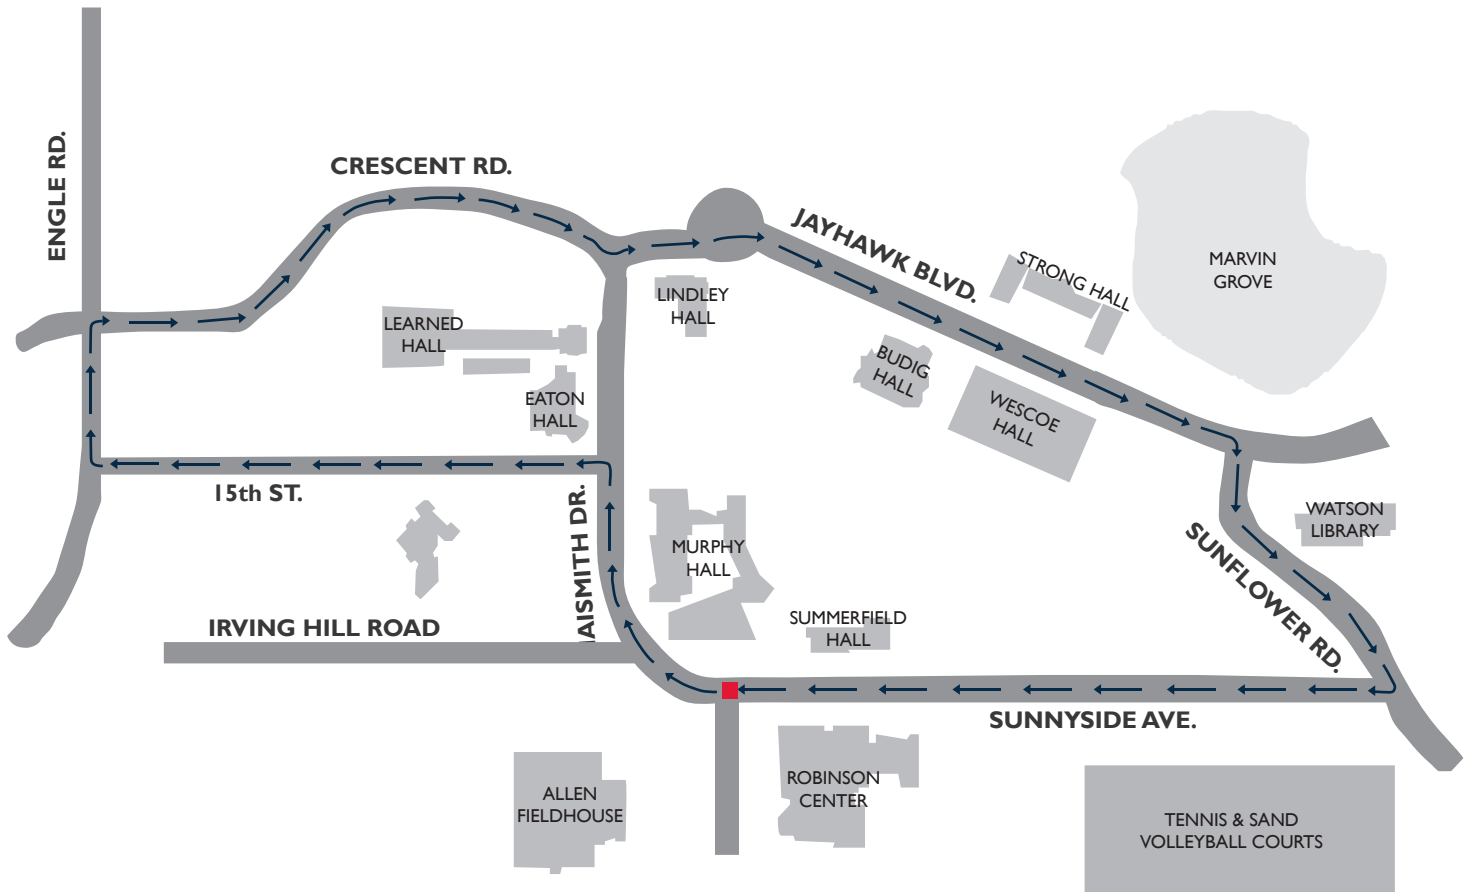 ENGLE RD.
CRESCENT RD.
JAYHAWK BLVD.
STRONG HALL
MARVIN
GROVE
LINDLEY
HALL
LEARNED
HALL
BUDIG
HALL
EATON
HALL
WESCOE
HALL
15th ST.
AISMITH DR.
WATSON
LIBRARY
MURPHY
HALL
SUNFLOWER RD.
SUMMERFIELD
HALL
IRVING HILL ROAD
SUNNYSIDE AVE.
ALLEN
FIELDHOUSE
ROBINSON
CENTER
TENNIS & SAND
VOLLEYBALL COURTS